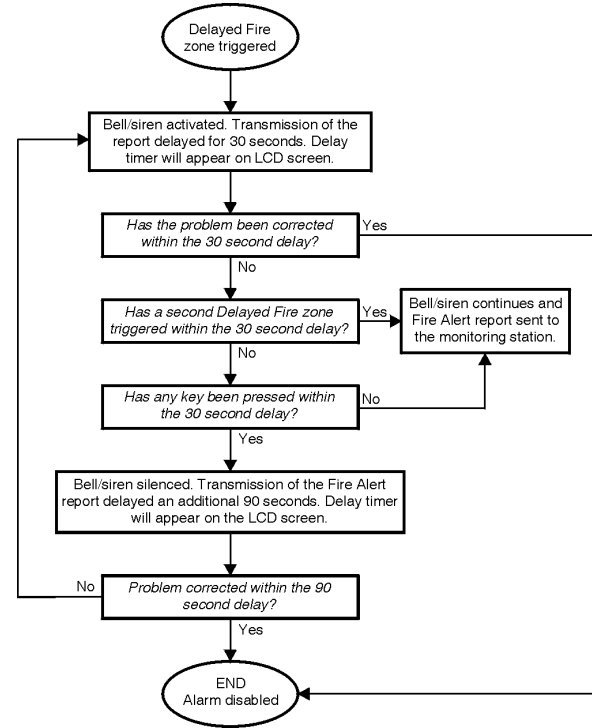 Delayed Fire
zone triggered
Bell/siren activated. Transmission of the
report delayed for 30 seconds. Delay
timer will appear on LCD screen.
Has the problem been corrected
within the 30 second delay?
Yes
No
Has a second Delayed Fire zone
triggered within the 30 second delay?
Yes
Bell/siren continues and
Fire Alert report sent to
the monitoring station.
No
Has any key been pressed within
the 30 second delay?
No
Yes
Bell/siren silenced. Transmission of the Fire Alert
report delayed an additional 90 seconds. Delay timer
will appear on the LCD screen.
No
Problem corrected within the 90
second delay?
Yes
END
Alarm disabled